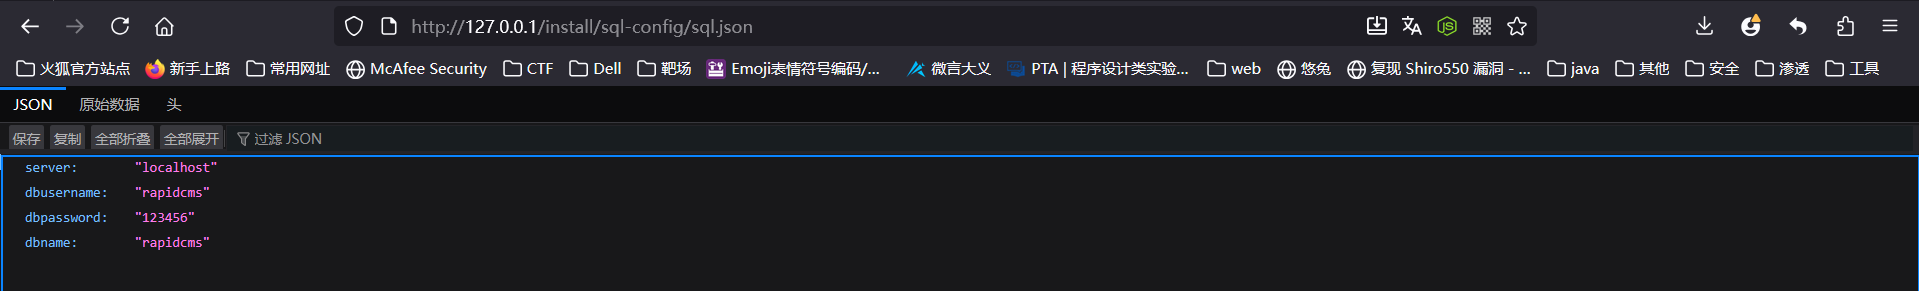 http://127.0.0.1/install/sql-config/sql.json
火狐官方站点 新手上路 常用网址 McAfee Security CTF Dell 靶场 Emoji表情符号编码/... 微言大义 PTA | 程序设计类实验... web 悠兔 复现 Shiro550 漏洞 - ... java 其他 安全 渗透 工具
JSON 原始数据 头
保存 复制 全部折叠 全部展开 过滤 JSON
server: "localhost"
dbusername: "rapidcms"
dbpassword: "123456"
dbname: "rapidcms"